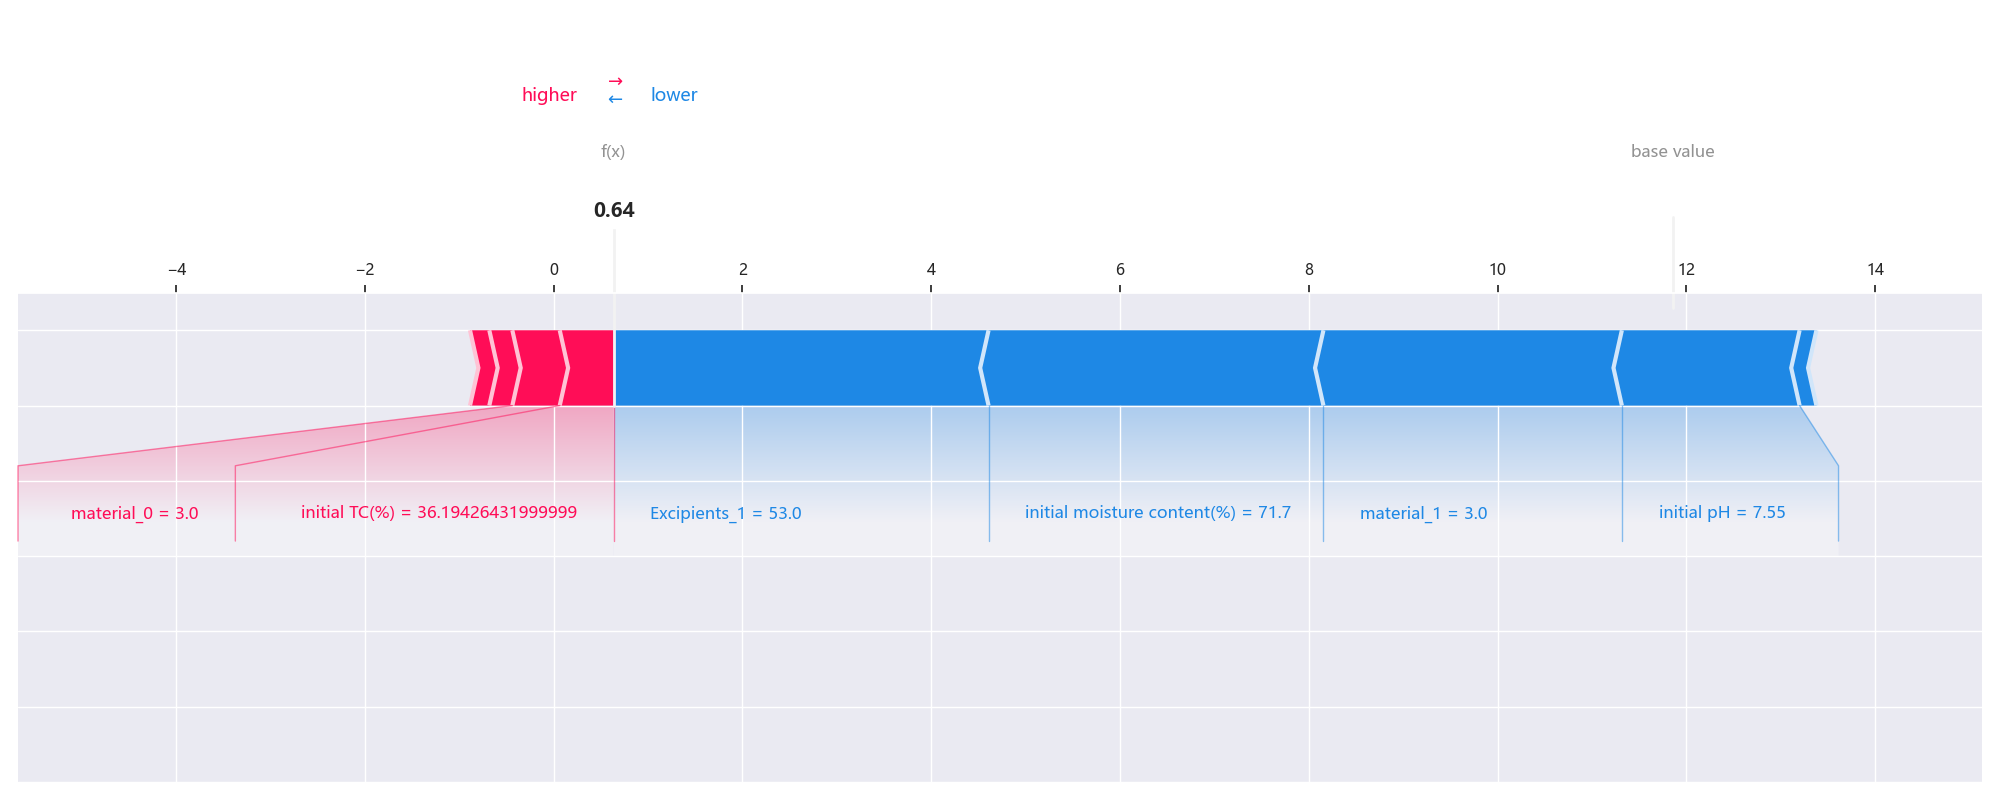 higher → lower
←
f(x) base value
0.64
−4 −2 0 2 4 6 8 10 12 14
material_0 = 3.0 initial TC(%) = 36.19426431999999 Excipients_1 = 53.0 initial moisture content(%) = 71.7 material_1 = 3.0 initial pH = 7.55